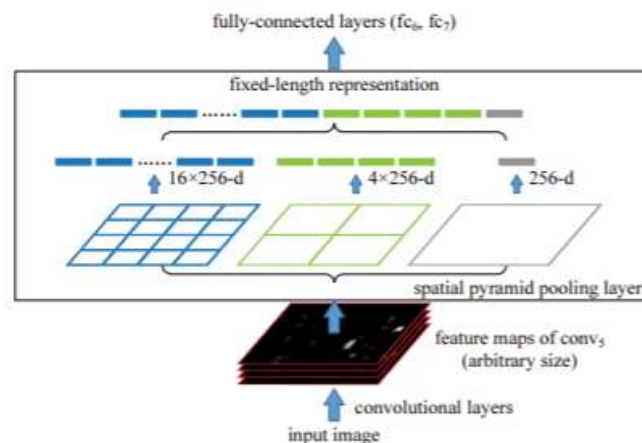 fully-connected layers (fc₆, fc₇)
fixed-length representation
......
......
16×256-d
4×256-d
256-d
spatial pyramid pooling layer
feature maps of conv₅
(arbitrary size)
convolutional layers
input image